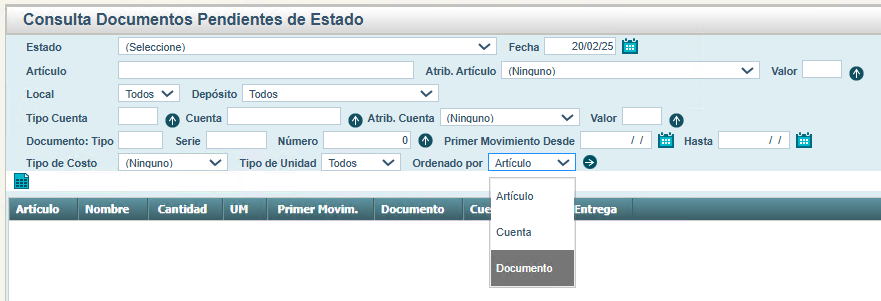 Consulta Documentos Pendientes de Estado
Estado (Seleccione) Fecha 20/02/25
Artículo Atrib. Artículo (Ninguno) Valor
Local Todos Depósito Todos
Tipo Cuenta Cuenta Atrib. Cuenta (Ninguno) Valor
Documento: Tipo Serie Número 0 Primer Movimiento Desde / / Hasta / /
Tipo de Costo (Ninguno) Tipo de Unidad Todos Ordenado por Artículo
Artículo
Cuenta
Documento
Artículo Nombre Cantidad UM Primer Movim. Documento Cue Entrega